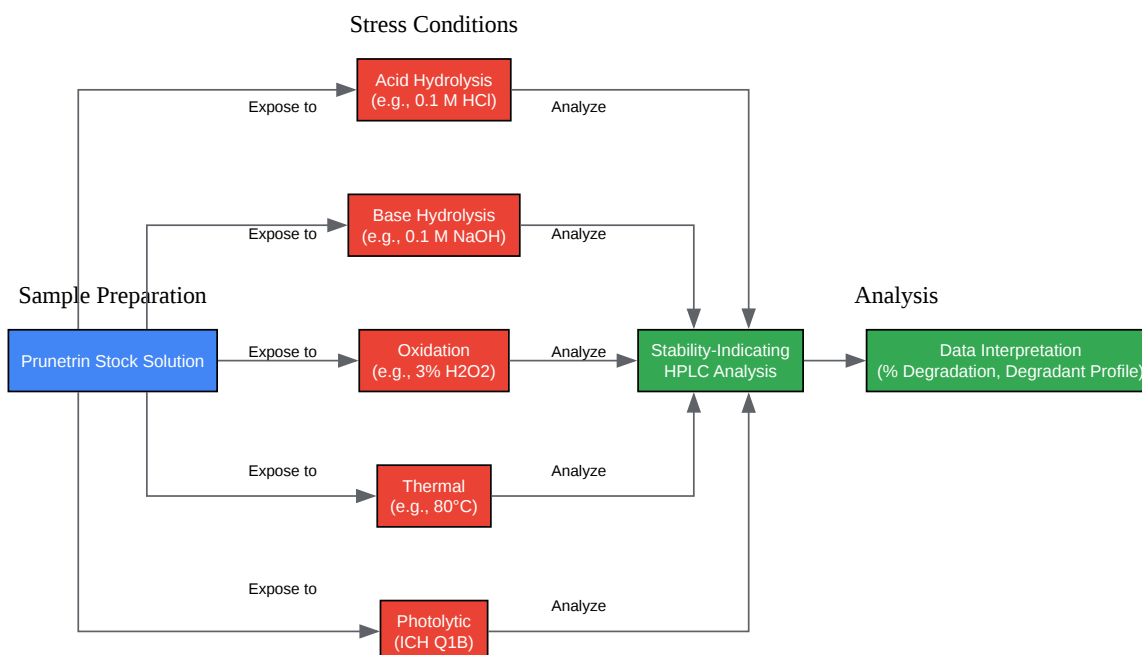 Stress Conditions
Acid Hydrolysis
(e.g., 0.1 M HCl)
Expose to
Analyze
Base Hydrolysis
(e.g., 0.1 M NaOH)
Expose to
Analyze
Sample Preparation
Analysis
Prunetrin Stock Solution
Expose to
Oxidation
(e.g., 3% H2O2)
Analyze
Stability-Indicating
HPLC Analysis
Data Interpretation
(% Degradation, Degradant Profile)
Expose to
Thermal
(e.g., 80°C)
Analyze
Expose to
Photolytic
(ICH Q1B)
Analyze